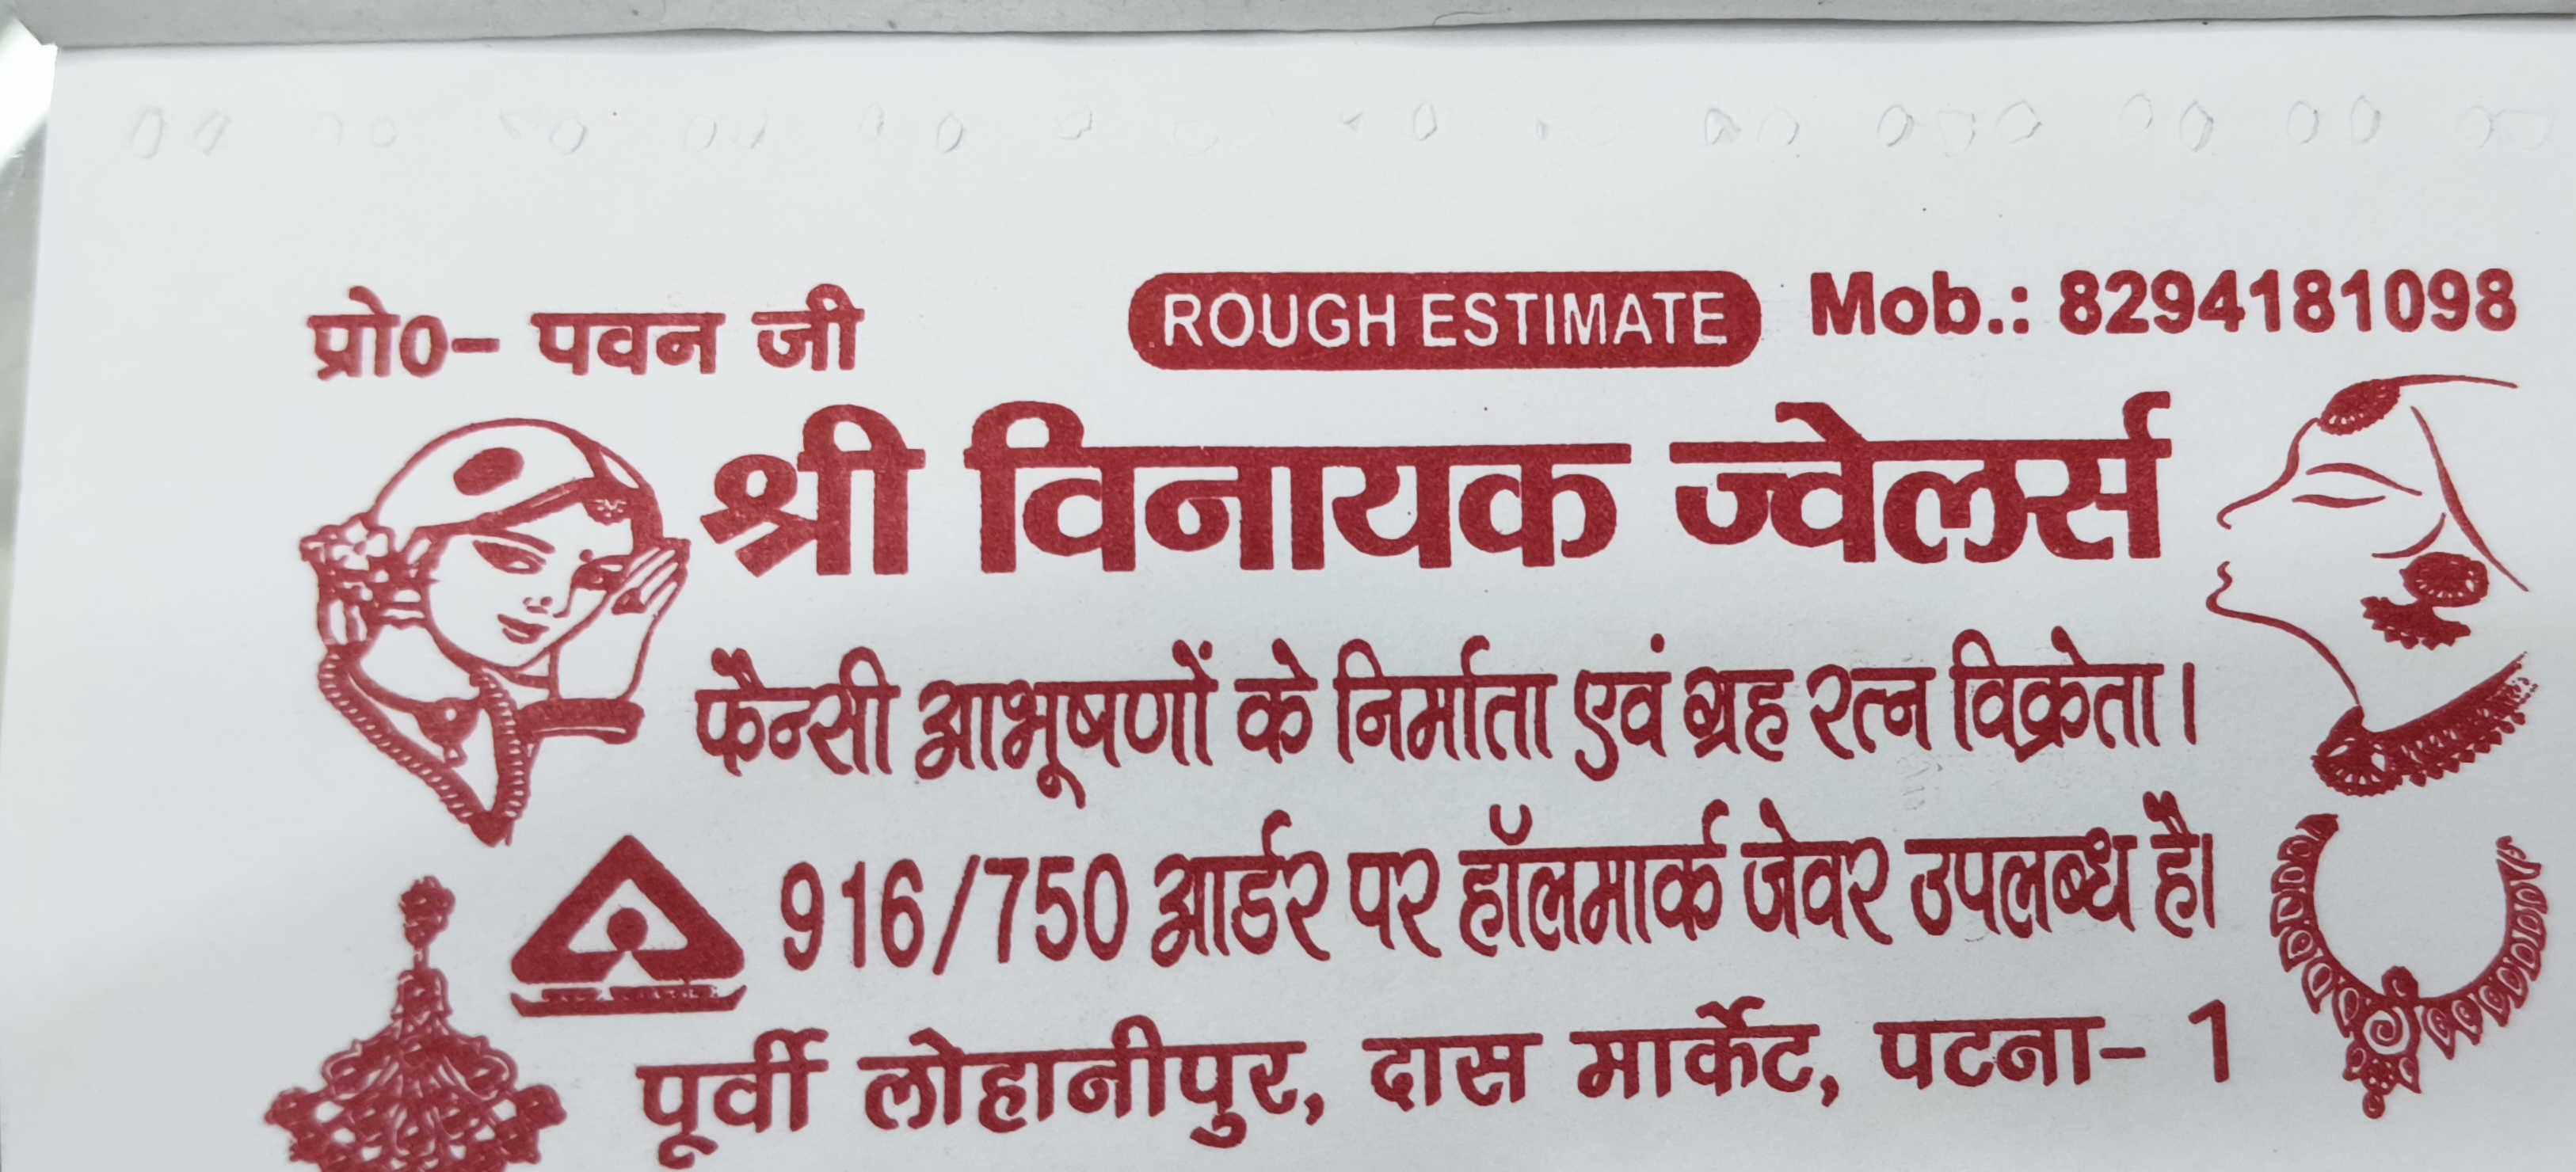 प्रो०- पवन जी ROUGH ESTIMATE Mob.: 8294181098
श्री विनायक ज्वेलर्स
फैन्सी आभूषणों के निर्माता एवं ग्रह रत्न विक्रेता।
916/750 आर्डर पर हॉलमार्क जेवर उपलब्ध है।
पूर्वी लोहानीपुर, दास मार्केट, पटना- 1